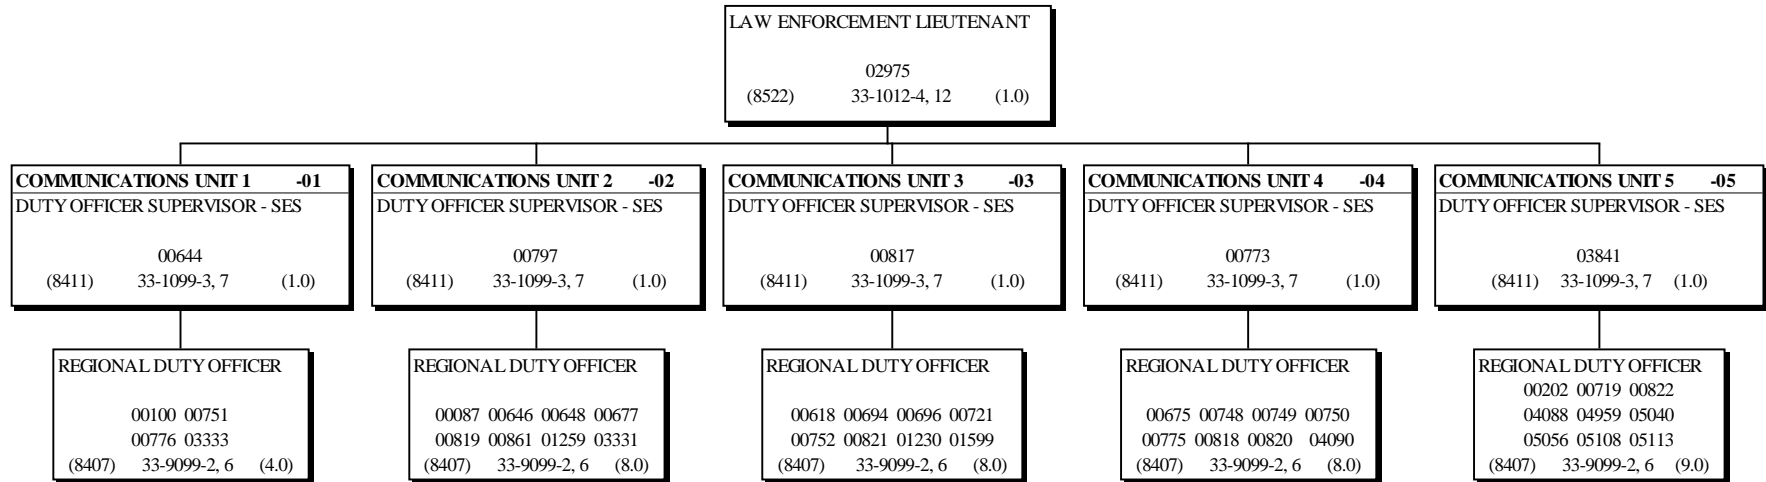 LAW ENFORCEMENT LIEUTENANT
02975
(8522) 33-1012-4, 12 (1.0)
COMMUNICATIONS UNIT 1 -01
DUTY OFFICER SUPERVISOR - SES
00644
(8411) 33-1099-3, 7 (1.0)
COMMUNICATIONS UNIT 2 -02
DUTY OFFICER SUPERVISOR - SES
00797
(8411) 33-1099-3, 7 (1.0)
COMMUNICATIONS UNIT 3 -03
DUTY OFFICER SUPERVISOR - SES
00817
(8411) 33-1099-3, 7 (1.0)
COMMUNICATIONS UNIT 4 -04
DUTY OFFICER SUPERVISOR - SES
00773
(8411) 33-1099-3, 7 (1.0)
COMMUNICATIONS UNIT 5 -05
DUTY OFFICER SUPERVISOR - SES
03841
(8411) 33-1099-3, 7 (1.0)
REGIONAL DUTY OFFICER
00100 00751
00776 03333
(8407) 33-9099-2, 6 (4.0)
REGIONAL DUTY OFFICER
00087 00646 00648 00677
00819 00861 01259 03331
(8407) 33-9099-2, 6 (8.0)
REGIONAL DUTY OFFICER
00618 00694 00696 00721
00752 00821 01230 01599
(8407) 33-9099-2, 6 (8.0)
REGIONAL DUTY OFFICER
00675 00748 00749 00750
00775 00818 00820 04090
(8407) 33-9099-2, 6 (8.0)
REGIONAL DUTY OFFICER
00202 00719 00822
04088 04959 05040
05056 05108 05113
(8407) 33-9099-2, 6 (9.0)